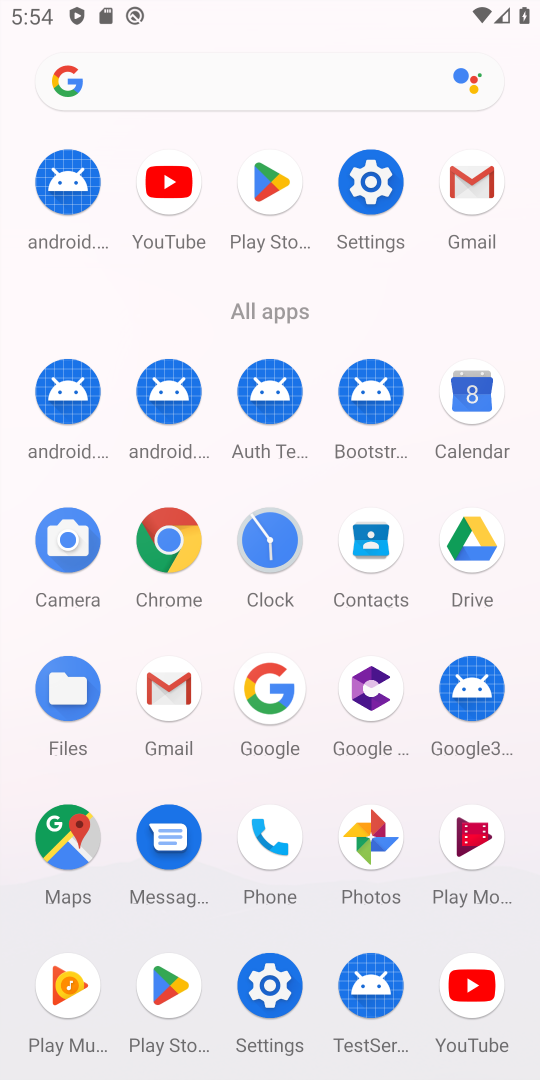 5:54
android.... YouTube Play Sto... Settings Gmail
All apps
android.... android.... Auth Te... Bootstr... Calendar
Camera Chrome Clock Contacts Drive
Files Gmail Google Google ... Google3...
Maps Messag... Phone Photos Play Mo...
Play Mu... Play Sto... Settings TestSer... YouTube